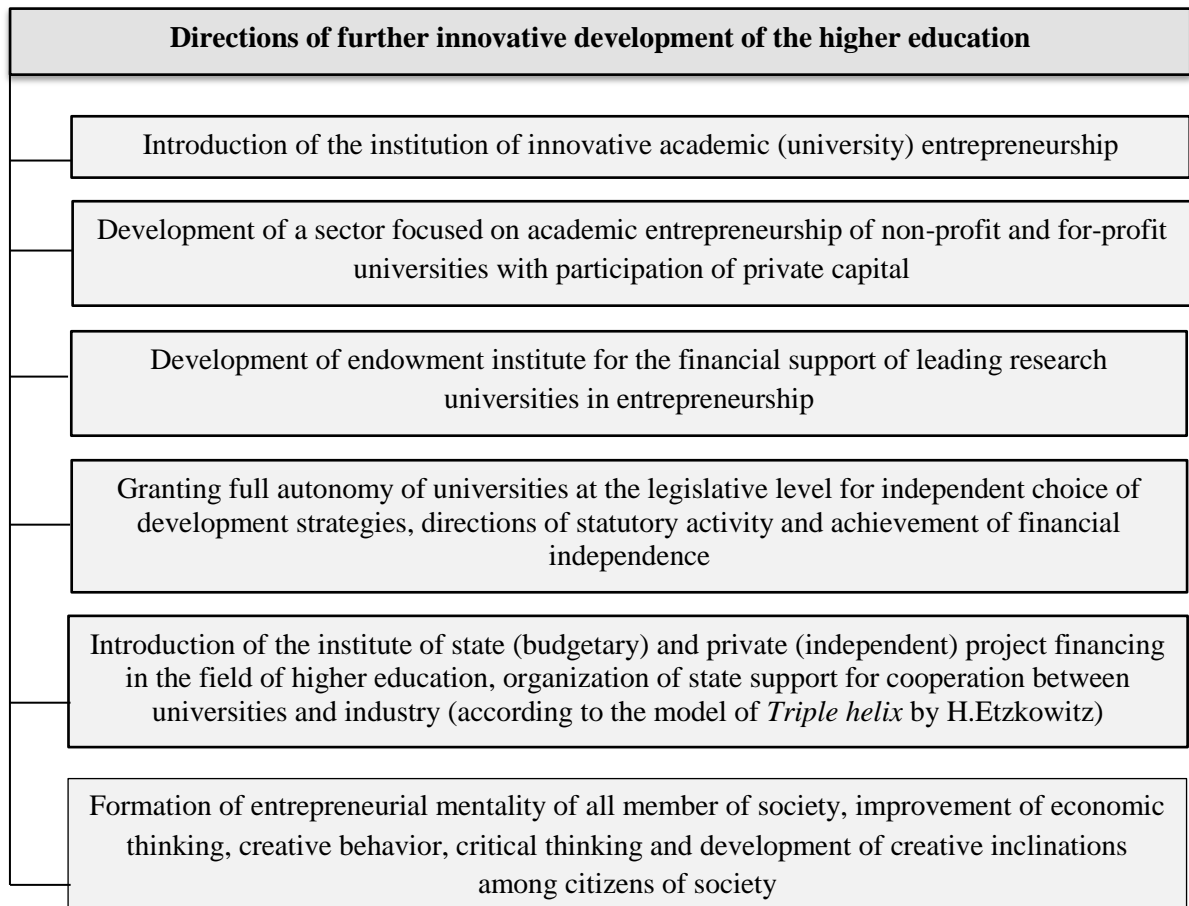 Directions of further innovative development of the higher education
Introduction of the institution of innovative academic (university) entrepreneurship
Development of a sector focused on academic entrepreneurship of non-profit and for-profit
universities with participation of private capital
Development of endowment institute for the financial support of leading research
universities in entrepreneurship
Granting full autonomy of universities at the legislative level for independent choice of
development strategies, directions of statutory activity and achievement of financial
independence
Introduction of the institute of state (budgetary) and private (independent) project financing
in the field of higher education, organization of state support for cooperation between
universities and industry (according to the model of Triple helix by H.Etzkowitz)
Formation of entrepreneurial mentality of all member of society, improvement of economic
thinking, creative behavior, critical thinking and development of creative inclinations
among citizens of society